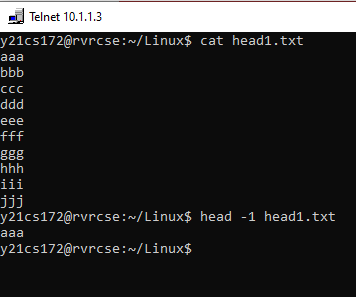 Telnet 10.1.1.3
y21cs172@rvrcse:~/Linux$ cat head1.txt
aaa
bbb
ccc
ddd
eee
fff
ggg
hhh
iii
jjj
y21cs172@rvrcse:~/Linux$ head -1 head1.txt
aaa
y21cs172@rvrcse:~/Linux$